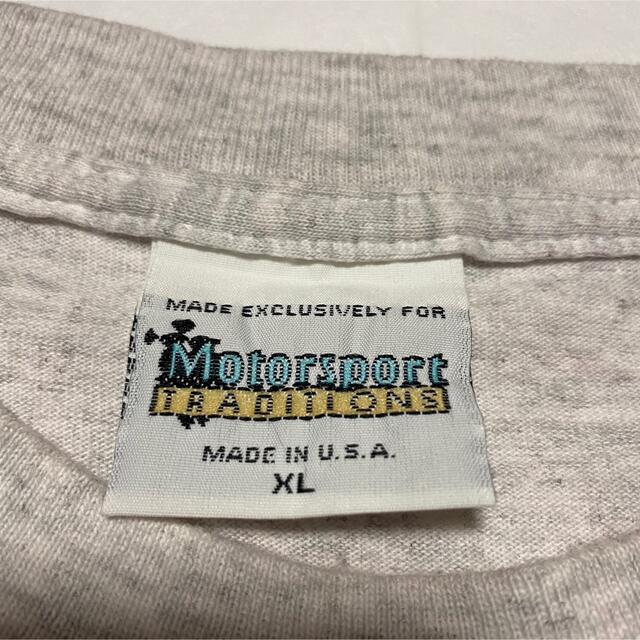 MADE EXCLUSIVELY FOR
Motorsport
TRADITIONS
MADE IN U.S.A.
XL